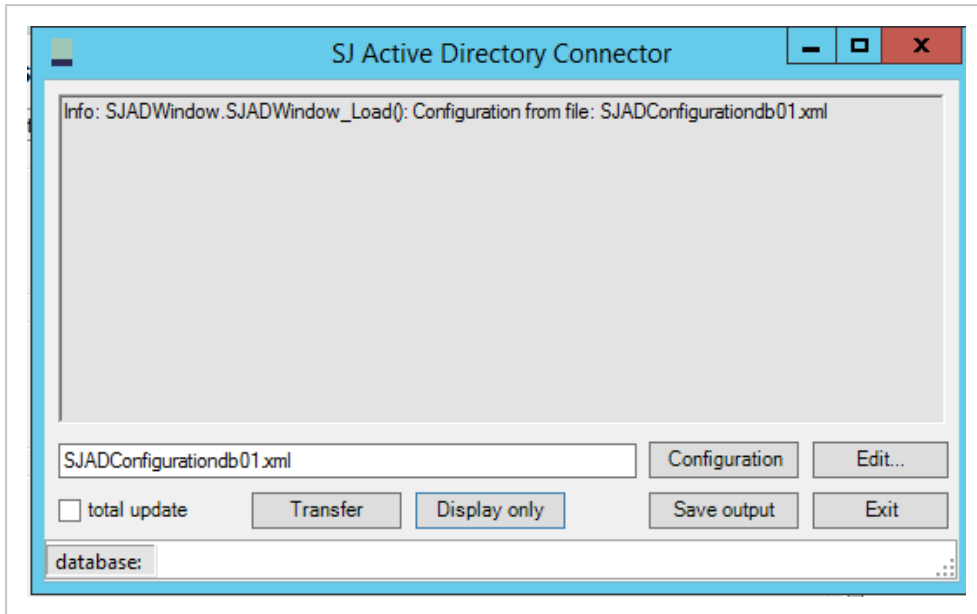 SJ Active Directory Connector
Info: SJADWindow.SJADWindow_Load(): Configuration from file: SJADConfigurationdb01.xml
SJADConfigurationdb01.xml
Configuration
Edit...
total update
Transfer
Display only
Save output
Exit
database: